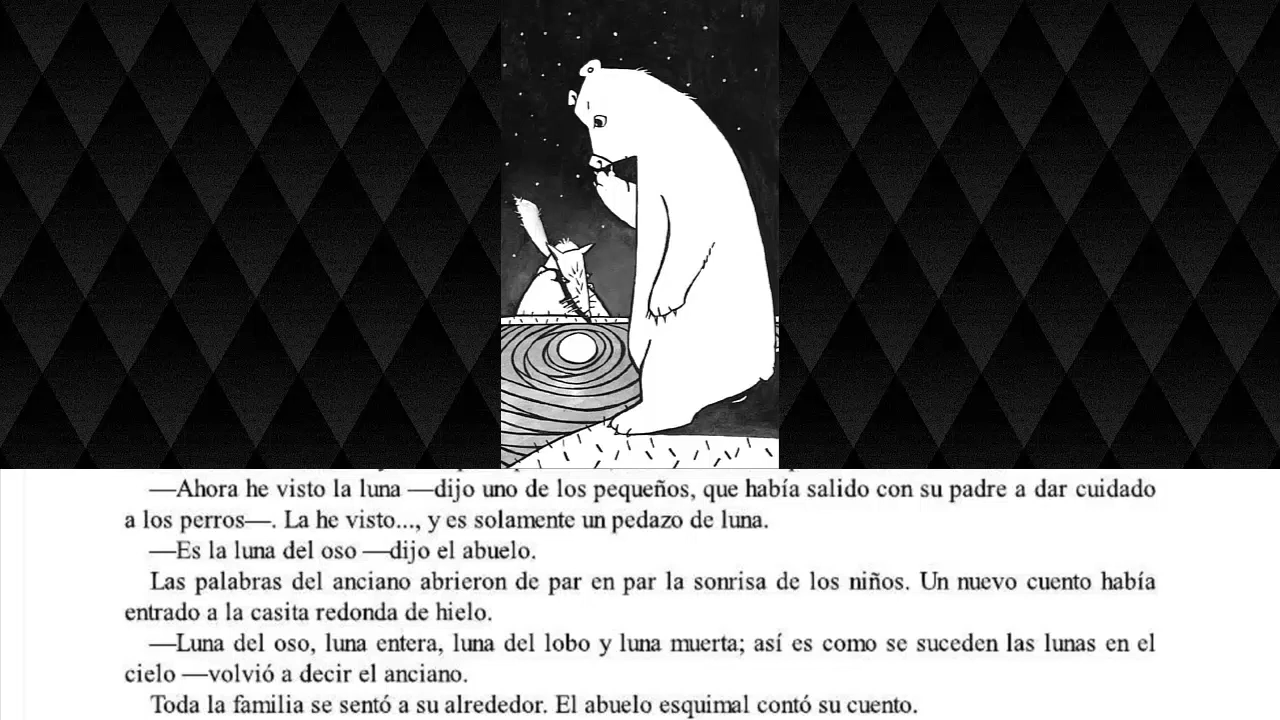 —Ahora he visto la luna —dijo uno de los pequeños, que había salido con su padre a dar cuidado
a los perros—. La he visto..., y es solamente un pedazo de luna.
—Es la luna del oso —dijo el abuelo.
Las palabras del anciano abrieron de par en par la sonrisa de los niños. Un nuevo cuento había
entrado a la casita redonda de hielo.
—Luna del oso, luna entera, luna del lobo y luna muerta; así es como se suceden las lunas en el
cielo —volvió a decir el anciano.
Toda la familia se sentó a su alrededor. El abuelo esquimal contó su cuento.